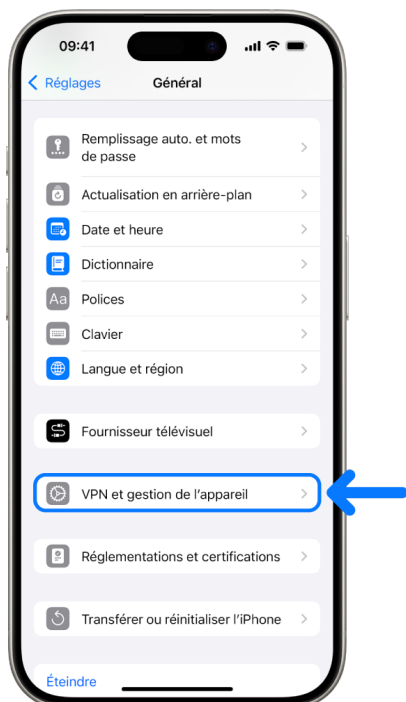 09:41
Réglages
Général
Remplissage auto. et mots
de passe
Actualisation en arrière-plan
Date et heure
Dictionnaire
Aa
Polices
Clavier
Langue et région
Fournisseur télévisuel
VPN et gestion de l’appareil
Réglementations et certifications
Transférer ou réinitialiser l’iPhone
Éteindre